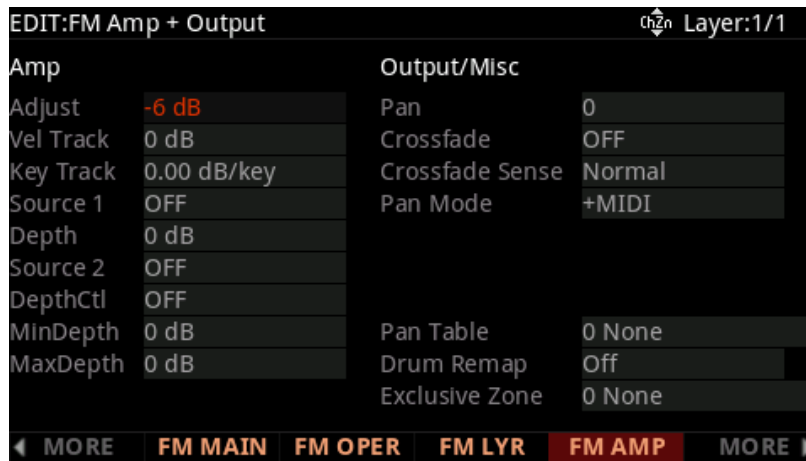 EDIT:FM Amp + Output ChZn Layer:1/1
Amp Output/Misc
Adjust -6 dB Pan 0
Vel Track 0 dB Crossfade OFF
Key Track 0.00 dB/key Crossfade Sense Normal
Source 1 OFF Pan Mode +MIDI
Depth 0 dB
Source 2 OFF
DepthCtl OFF
MinDepth 0 dB Pan Table 0 None
MaxDepth 0 dB Drum Remap Off
Exclusive Zone 0 None
MORE FM MAIN FM OPER FM LYR FM AMP MORE